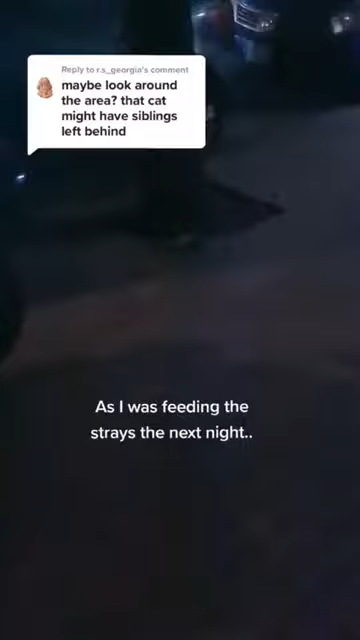 Reply to r.s_georgia's comment
maybe look around
the area? that cat
might have siblings
left behind
As I was feeding the
strays the next night..